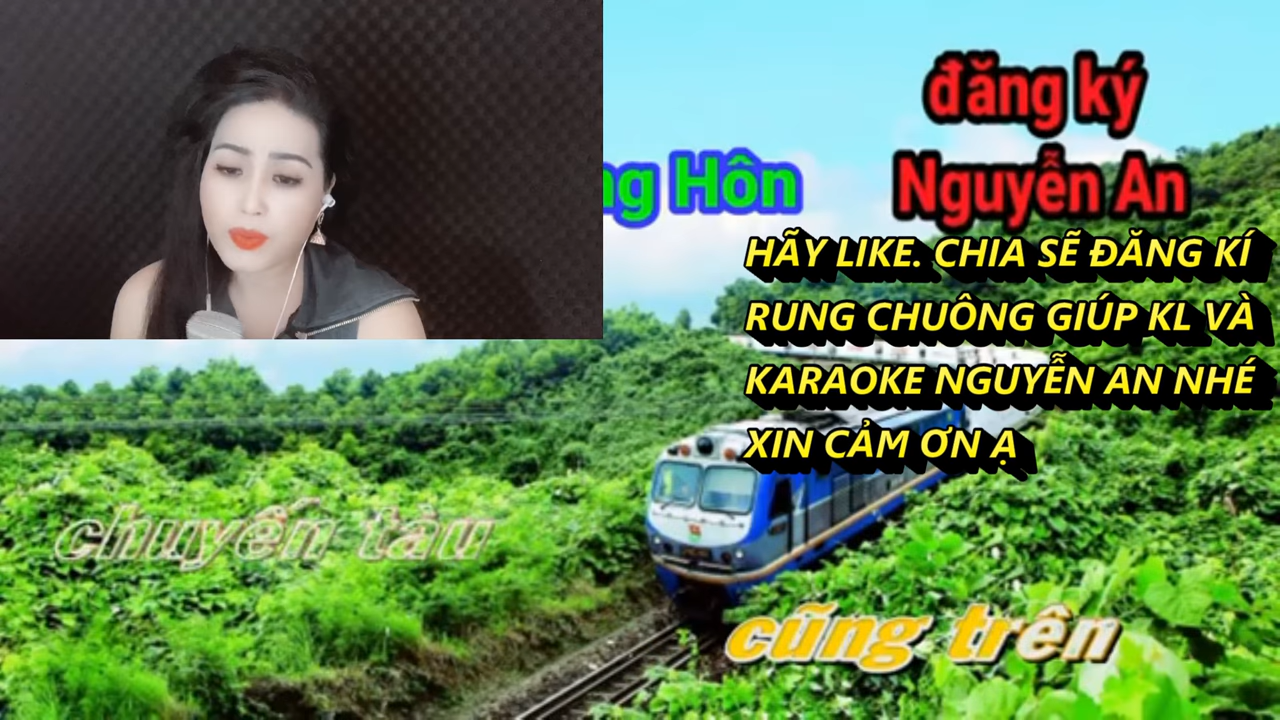 đăng ký
ng Hôn
Nguyễn An
HÃY LIKE. CHIA SẼ ĐĂNG KÍ
RUNG CHUÔNG GIÚP KL VÀ
KARAOKE NGUYỄN AN NHÉ
XIN CẢM ƠN Ạ
chuyến tàu
cũng trên